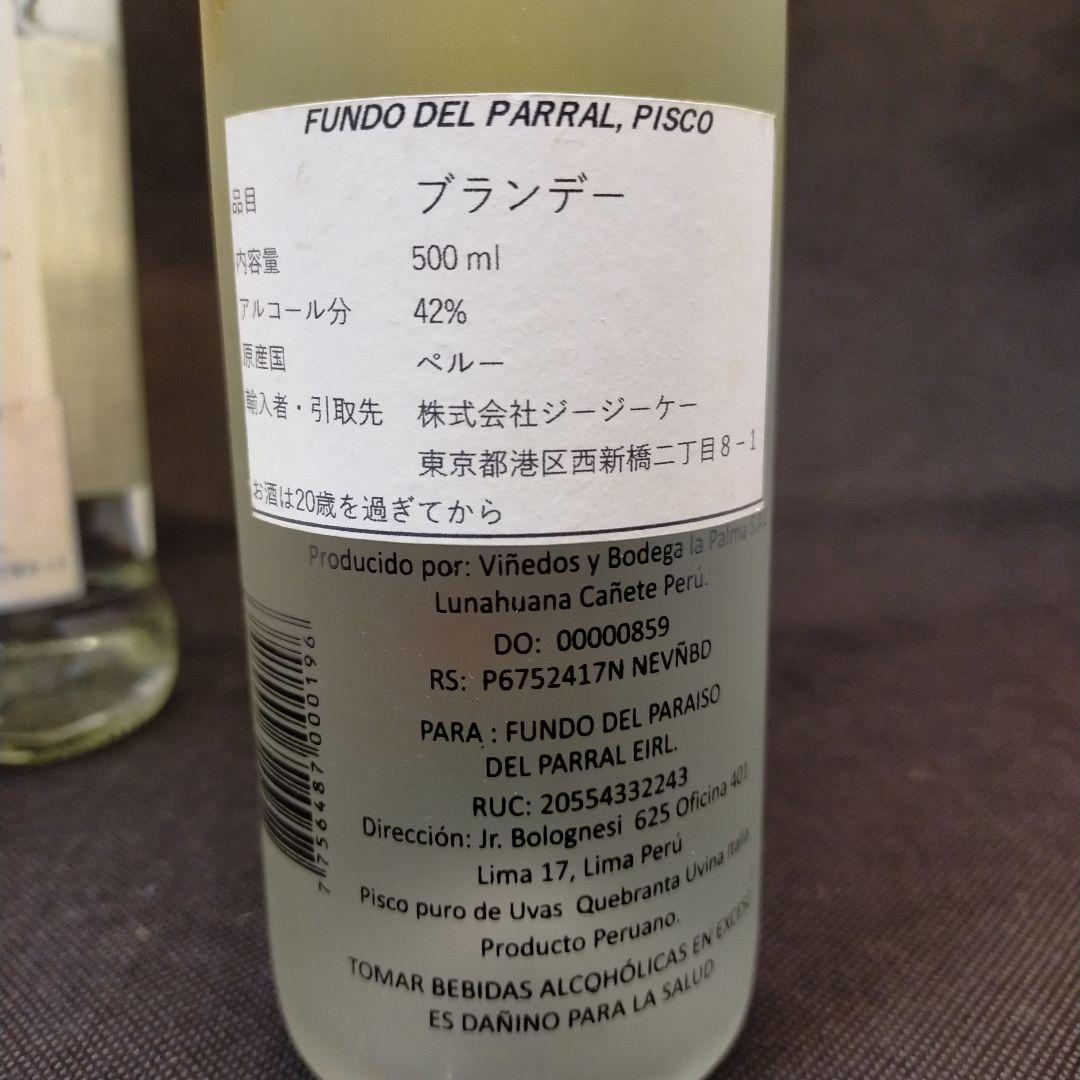 FUNDO DEL PARRAL, PISCO
品目 ブランデー
内容量 500 ml
アルコール分 42%
原産国 ペルー
輸入者・引取先 株式会社ジージーケー
東京都港区西新橋二丁目8-1
お酒は20歳を過ぎてから
Producido por: Viñedos y Bodega la Palma
Lunahuana Cañete Perú.
DO: 00000859
RS: P6752417N NEVÑBD
PARA : FUNDO DEL PARAISO
DEL PARRAL EIRL.
RUC: 20554332243
Dirección: Jr. Bolognesi 625 Oficina 401
Lima 17, Lima Perú
Pisco puro de Uvas Quebranta Uvina Italia
Producto Peruano.
TOMAR BEBIDAS ALCOHÓLICAS EN EXCESO
ES DAÑINO PARA LA SALUD
7 756487 000196